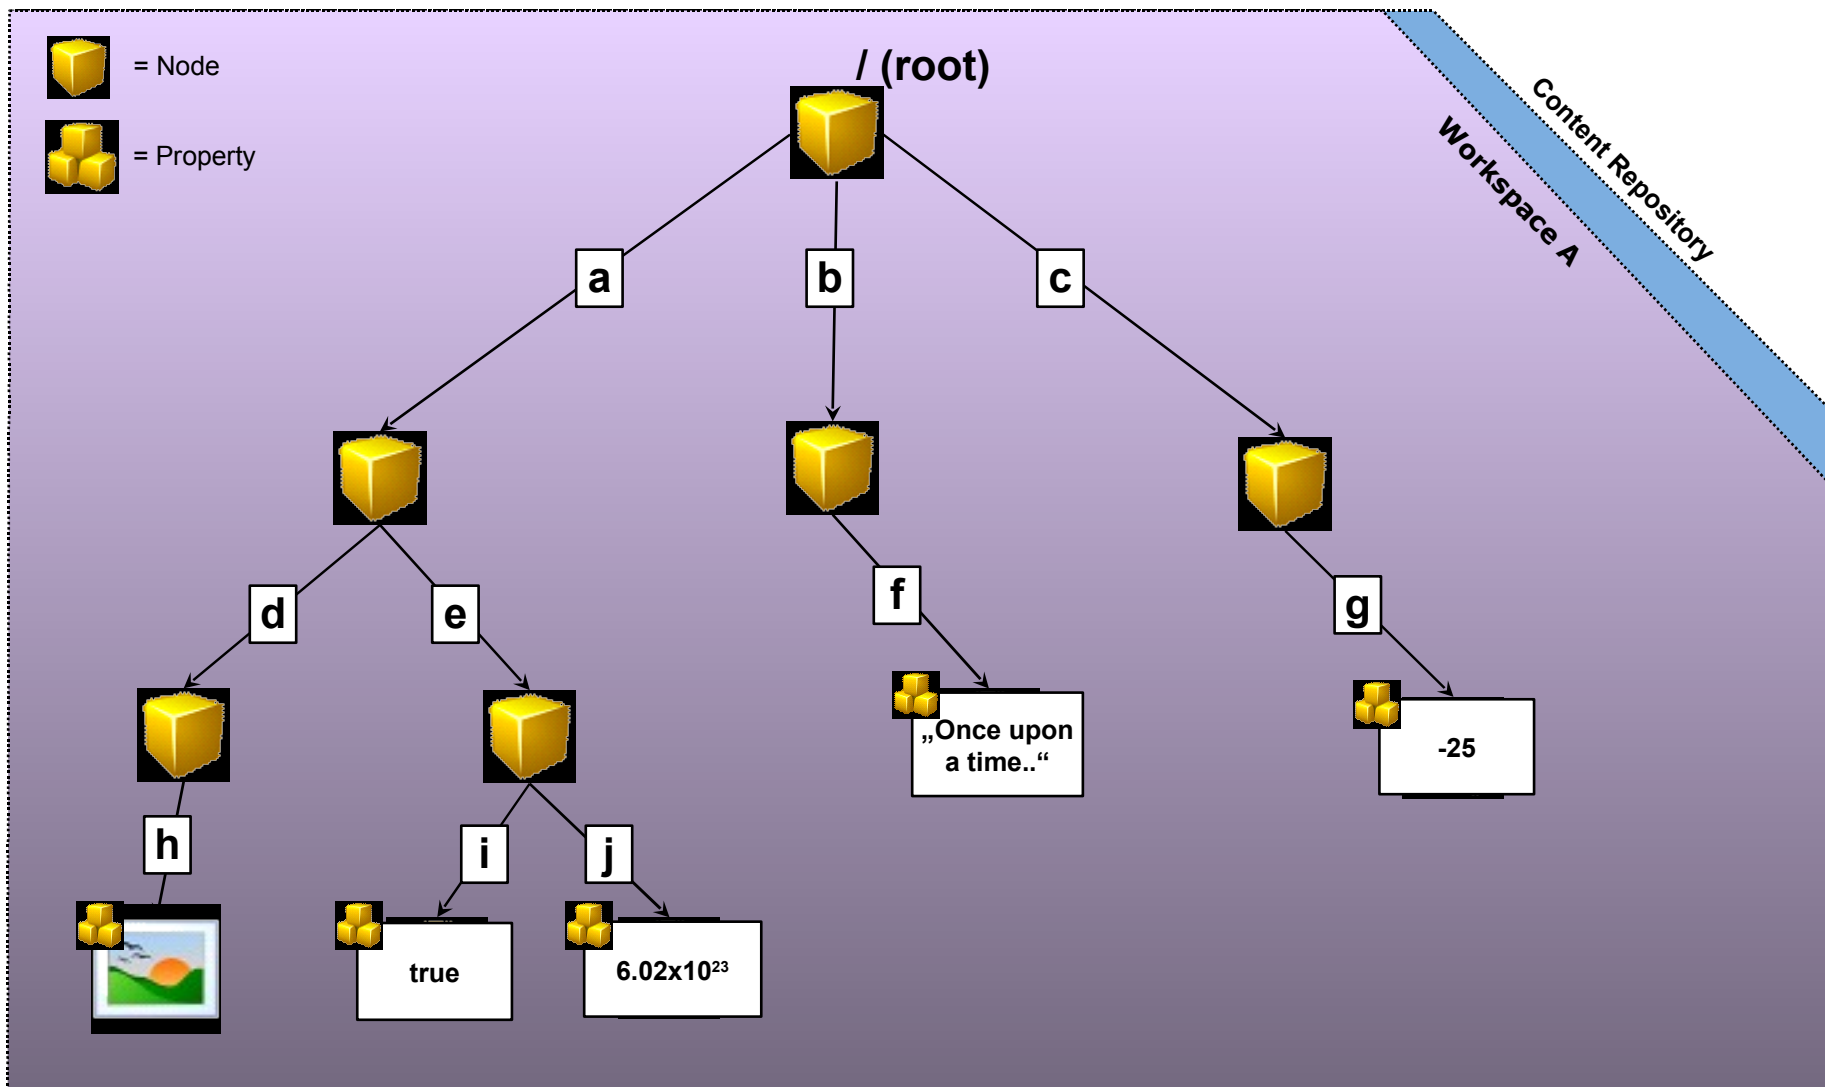 = Node
= Property
/ (root)
Content Repository
Workspace A
a
b
c
d
e
f
g
„Once upon
a time..“
-25
h
i
j
true
6.02x10²³